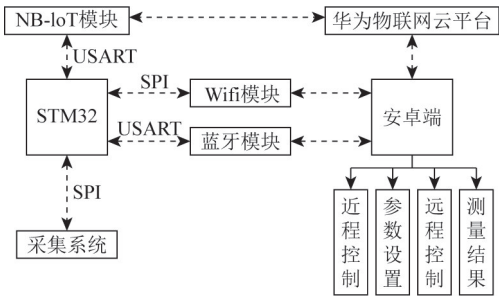 NB-loT模块
华为物联网云平台
USART
SPI
STM32
Wifi模块
安卓端
USART
蓝牙模块
SPI
采集系统
近程控制
参数设置
远程控制
测量结果